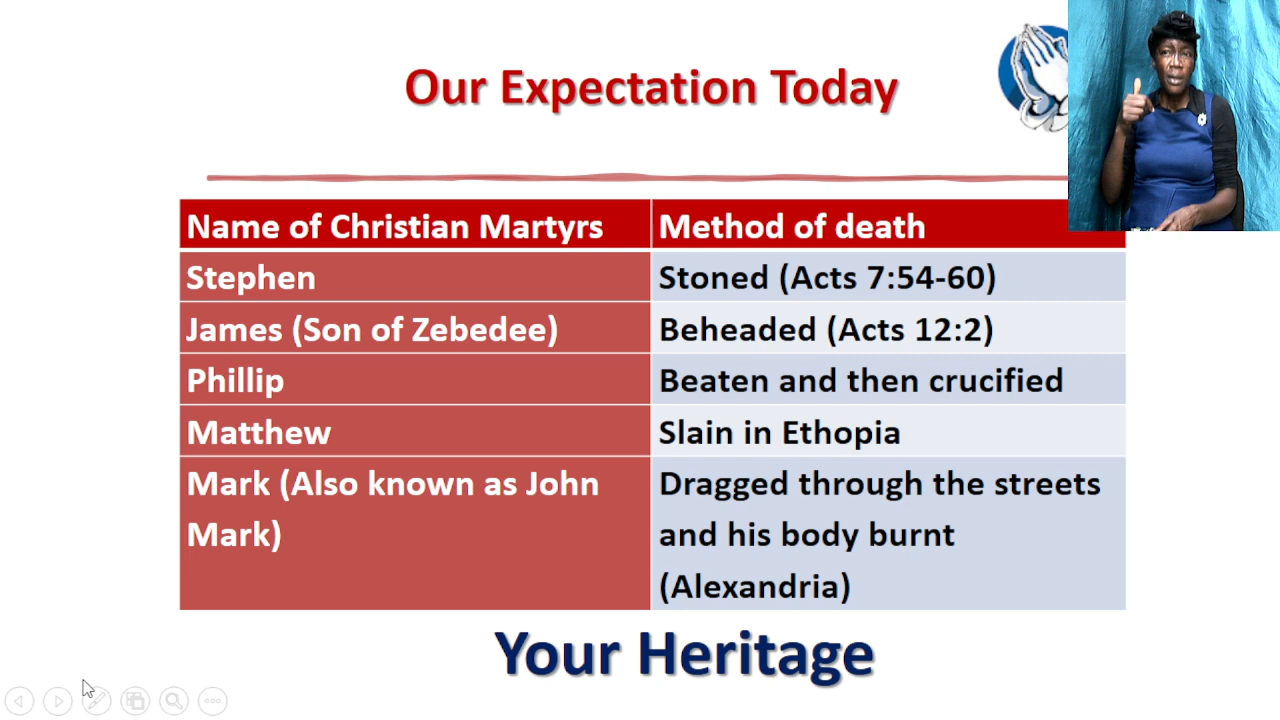 Our Expectation Today
Name of Christian Martyrs
Method of death
Stephen
Stoned (Acts 7:54-60)
James (Son of Zebedee)
Beheaded (Acts 12:2)
Phillip
Beaten and then crucified
Matthew
Slain in Ethopia
Mark (Also known as John
Mark)
Dragged through the streets
and his body burnt
(Alexandria)
Your Heritage